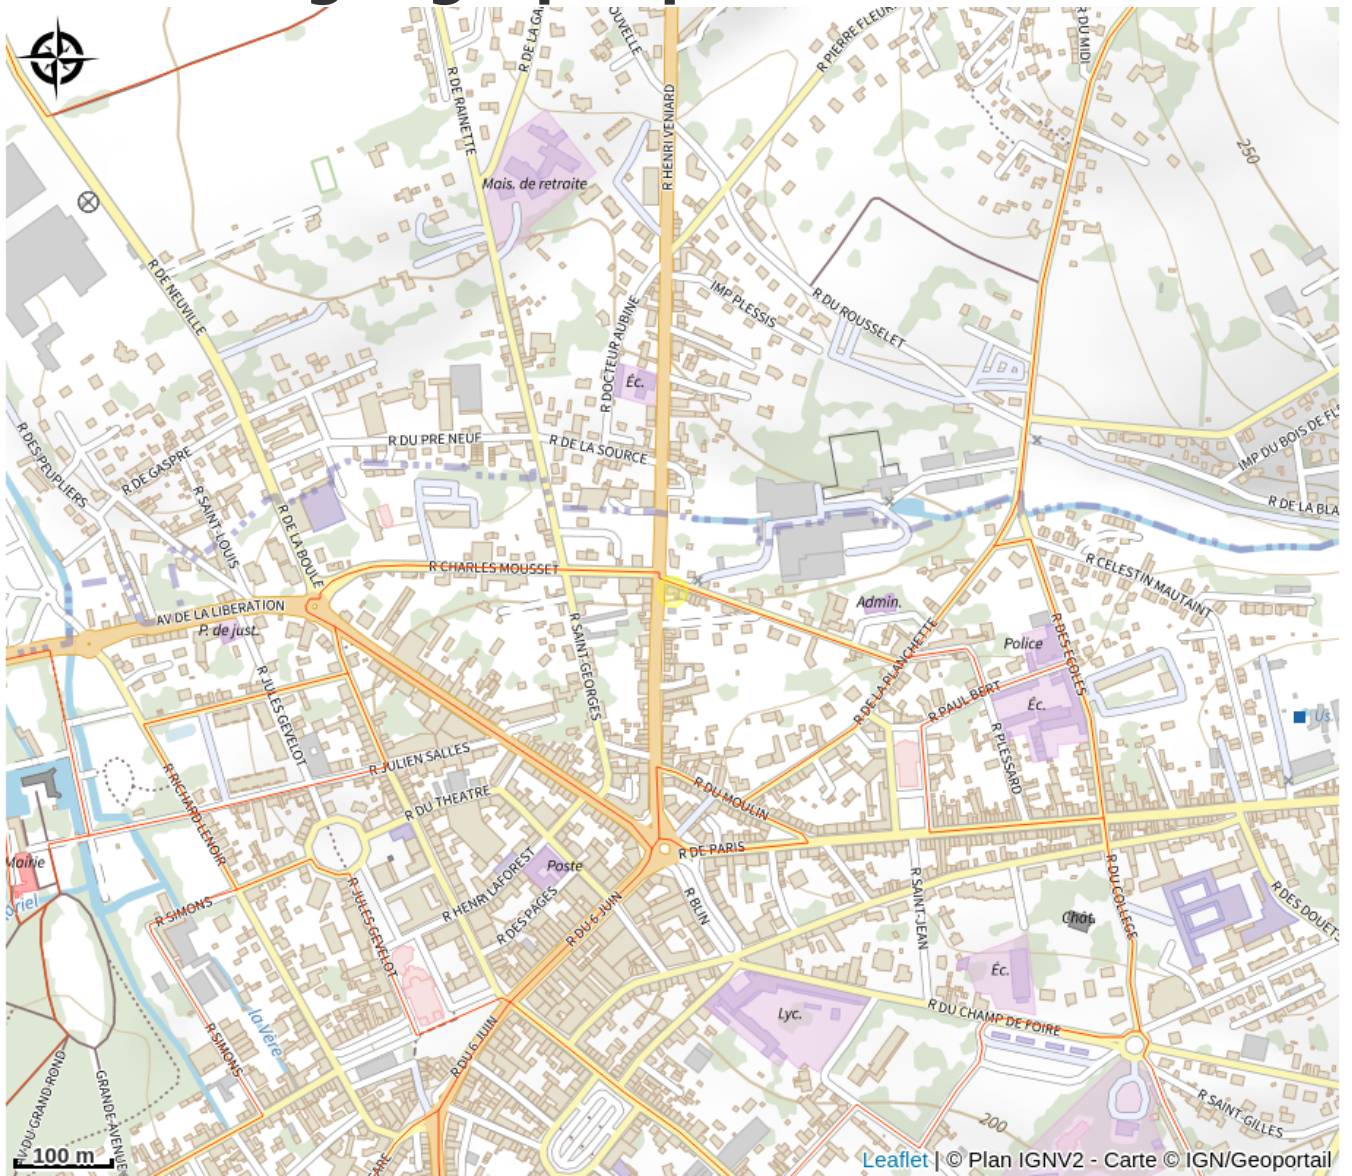 R DU MIDI
R PIERRE FLEUR
R DE RAINETTE
R HENRI VENIARD
Mais. de retraite
250
R DE NEUVILLE
IMP PLESSIS
R DU ROUSSELET
R DOCTEUR AUBINE
Éc.
R DES PEUPLIERS
R DE GASPRE
R DU PRE NEUF
R DE LA SOURCE
IMP DU BOIS DE FL
R DE LA BLA
R SAINT-LOUIS
R DE LA BOULE
R CHARLES MOUSSET
R CELESTIN MAUTAINT
AV DE LA LIBERATION
P. de just.
Admin.
R SAINT-GEORGES
R DE LA PLANCHETTE
Police
R DES ECOLES
R JULES GEVELOT
R PAUL BERT
Éc.
Us.
R PLESSARD
R JULIEN SALLES
R DU MOULIN
R RICHARD LENOIR
R DU THEATRE
R DE PARIS
Mairie
Poste
R HENRI LAFOREST
R DES PAGES
R DU 6 JUIN
R BLIN
R SAINT-JEAN
R DU COLLEGE
R DES DOUETS
Chât.
R SIMONS
R JULES GEVELOT
Éc.
Lyc.
R DU CHAMP DE FOIRE
la Vère
R SIMONS
R DU 6 JUIN
AV DU GRAND ROND
GRANDE AVENUE
200
R SAINT-GILLES
100 m
Leaflet | © Plan IGNV2 - Carte © IGN/Geoportail